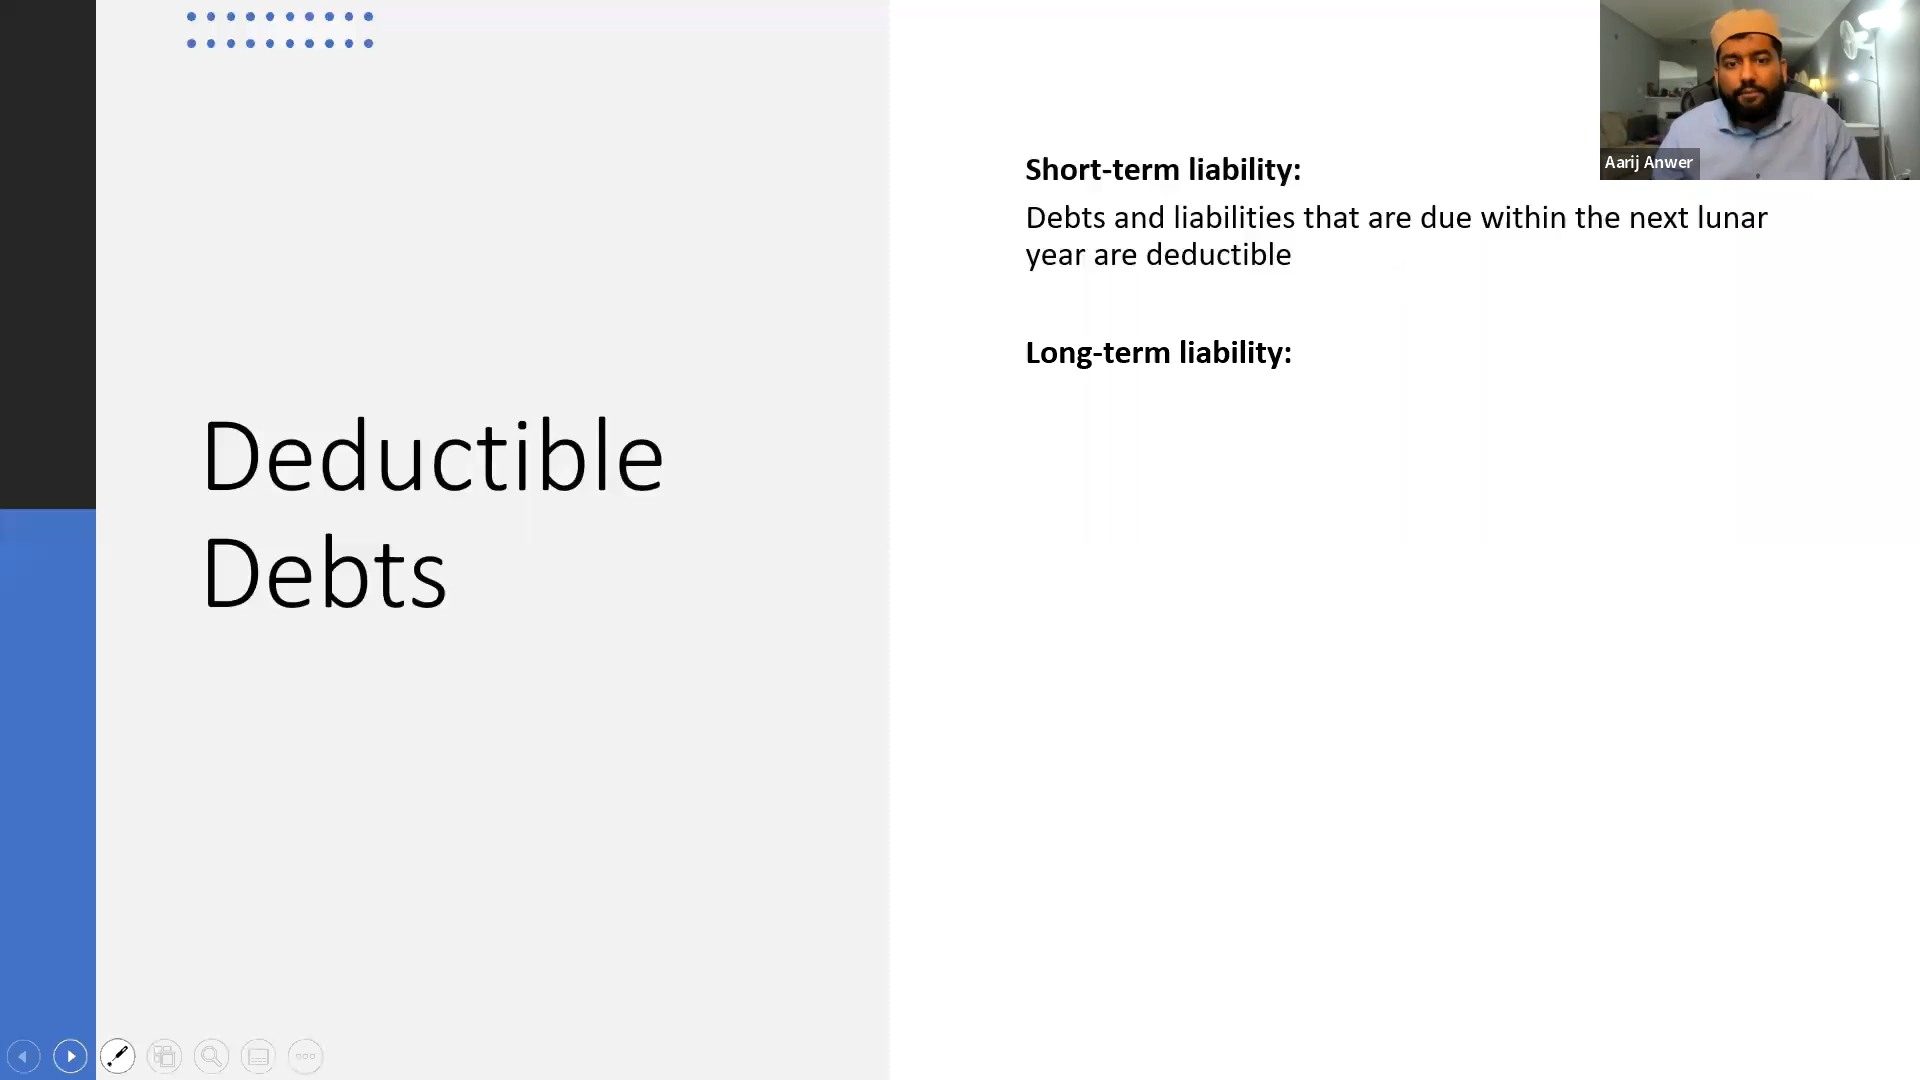 Deductible
Debts
Short-term liability:
Debts and liabilities that are due within the next lunar
year are deductible
Long-term liability:
Aarij Anwer